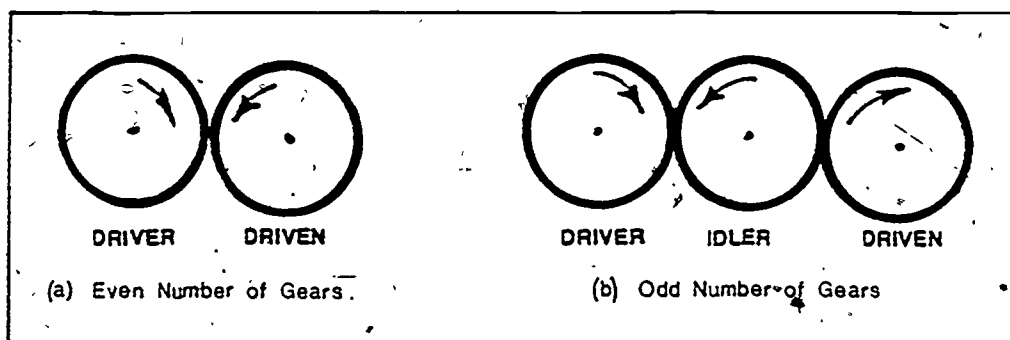 DRIVER DRIVEN
(a) Even Number of Gears
DRIVER IDLER DRIVEN
(b) Odd Number of Gears